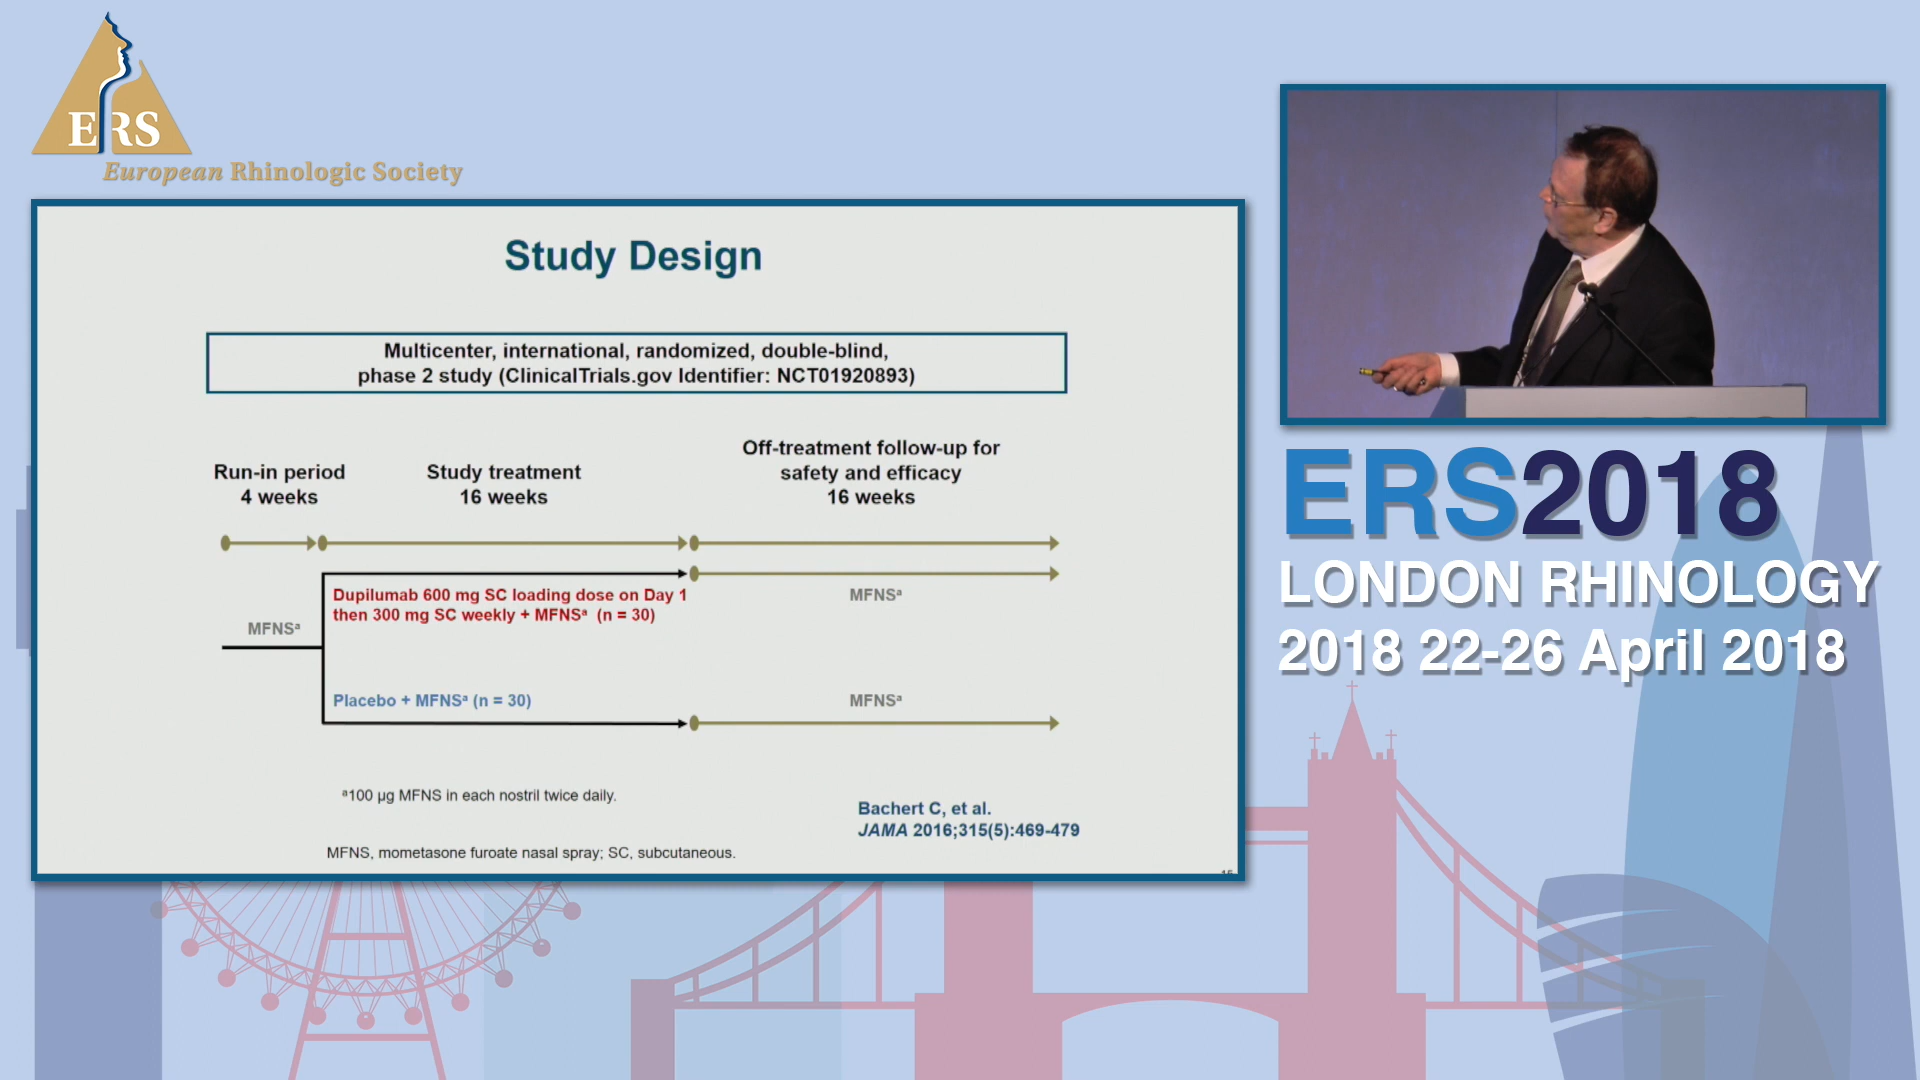 ERS
European Rhinologic Society
Study Design
Multicenter, international, randomized, double-blind,
phase 2 study (ClinicalTrials.gov Identifier: NCT01920893)
Run-in period
4 weeks
Study treatment
16 weeks
Off-treatment follow-up for
safety and efficacy
16 weeks
MFNSᵃ
Dupilumab 600 mg SC loading dose on Day 1
then 300 mg SC weekly + MFNSᵃ (n = 30)
MFNSᵃ
Placebo + MFNSᵃ (n = 30)
MFNSᵃ
ᵃ100 µg MFNS in each nostril twice daily.
Bachert C, et al.
JAMA 2016;315(5):469-479
MFNS, mometasone furoate nasal spray; SC, subcutaneous.
ERS2018
LONDON RHINOLOGY
2018 22-26 April 2018